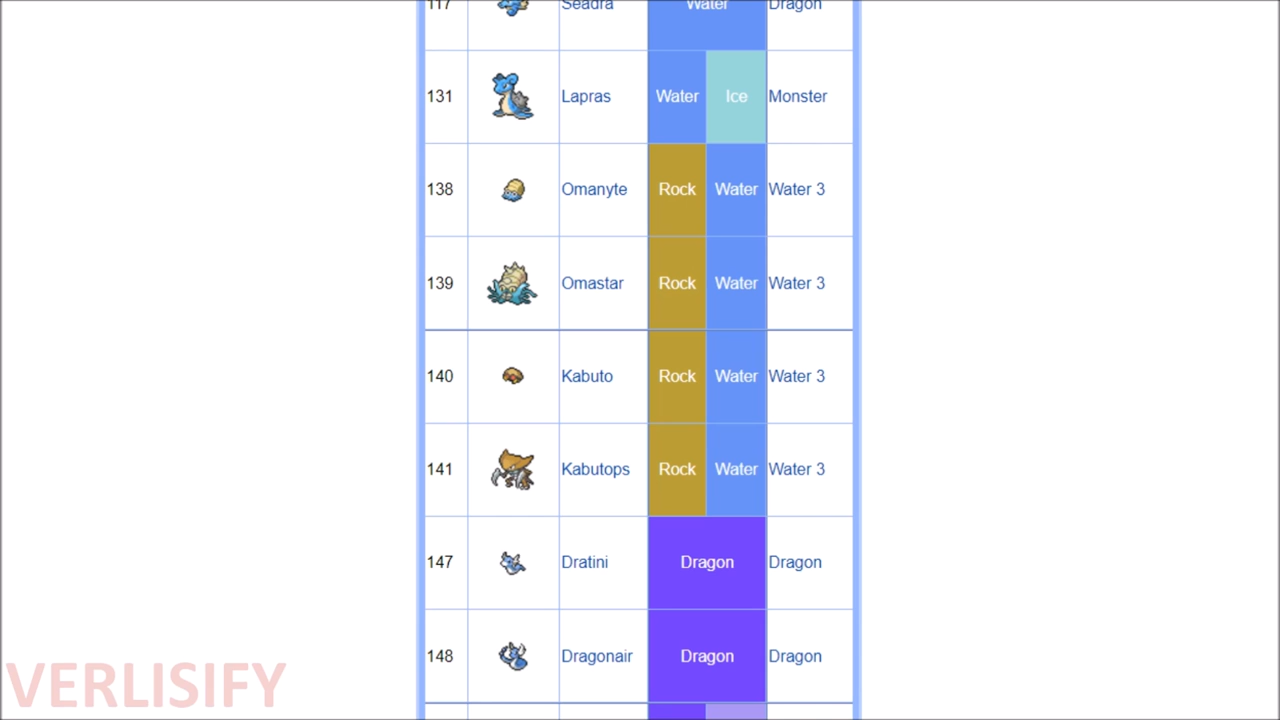 117 Seadra Water Dragon
131 Lapras Water Ice Monster
138 Omanyte Rock Water Water 3
139 Omastar Rock Water Water 3
140 Kabuto Rock Water Water 3
141 Kabutops Rock Water Water 3
147 Dratini Dragon Dragon
148 Dragonair Dragon Dragon
VERLISIFY